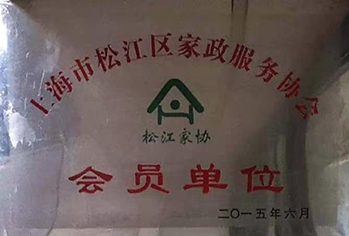 上海市松江区家政服务协会
松江家协
会员单位
二〇一五年六月